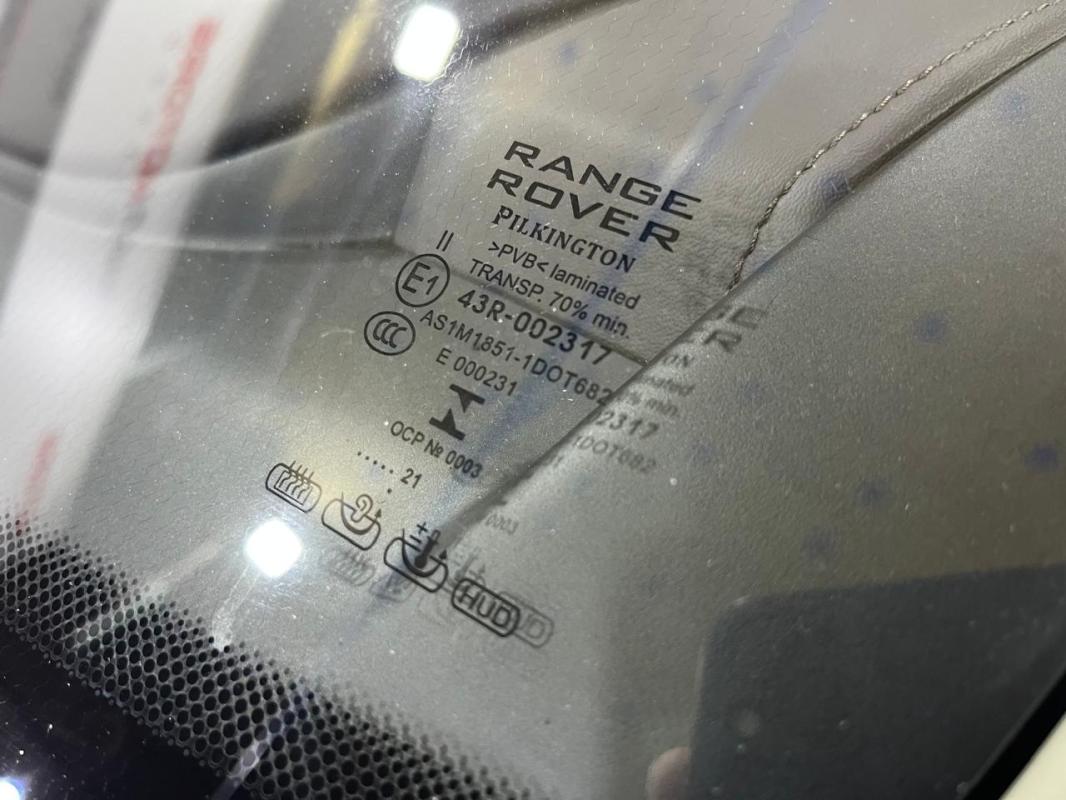 RANGE
ROVER
PILKINGTON
>PVB< laminated
TRANSP. 70% min.
II
E1
43R-002317
CCC
AS1M1851-1DOT682
E 000231
OCP № 0003
..... 21
HUD